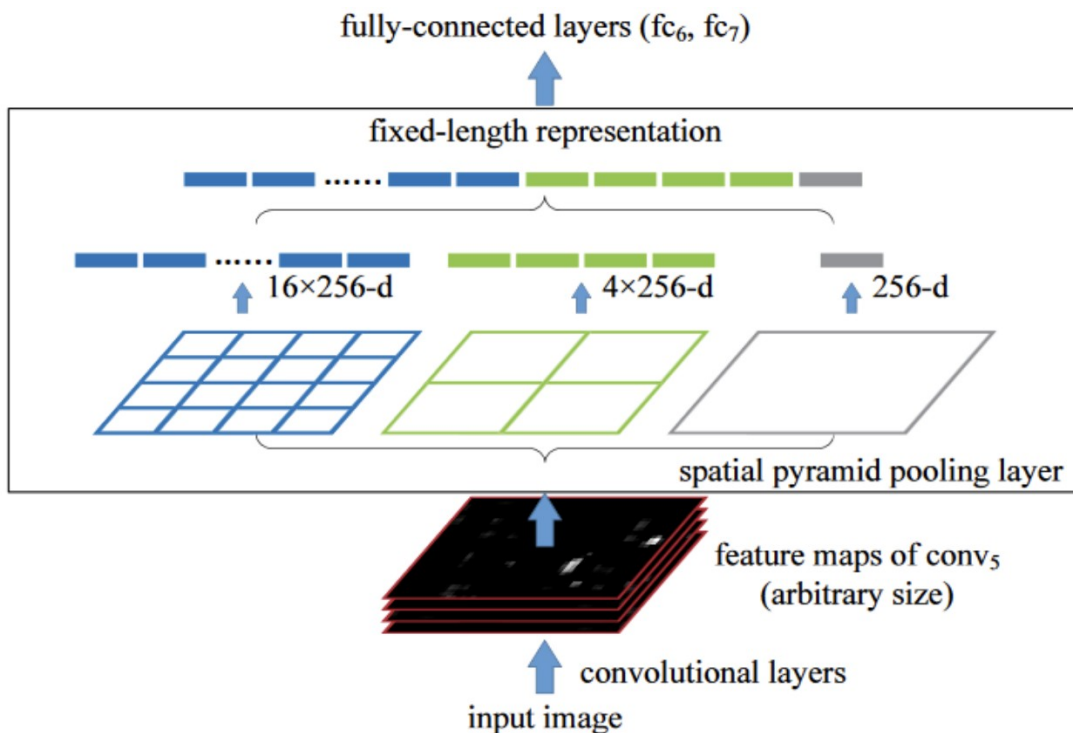 fully-connected layers (fc₆, fc₇)
fixed-length representation
......
......
16×256-d
4×256-d
256-d
spatial pyramid pooling layer
feature maps of conv₅
(arbitrary size)
convolutional layers
input image